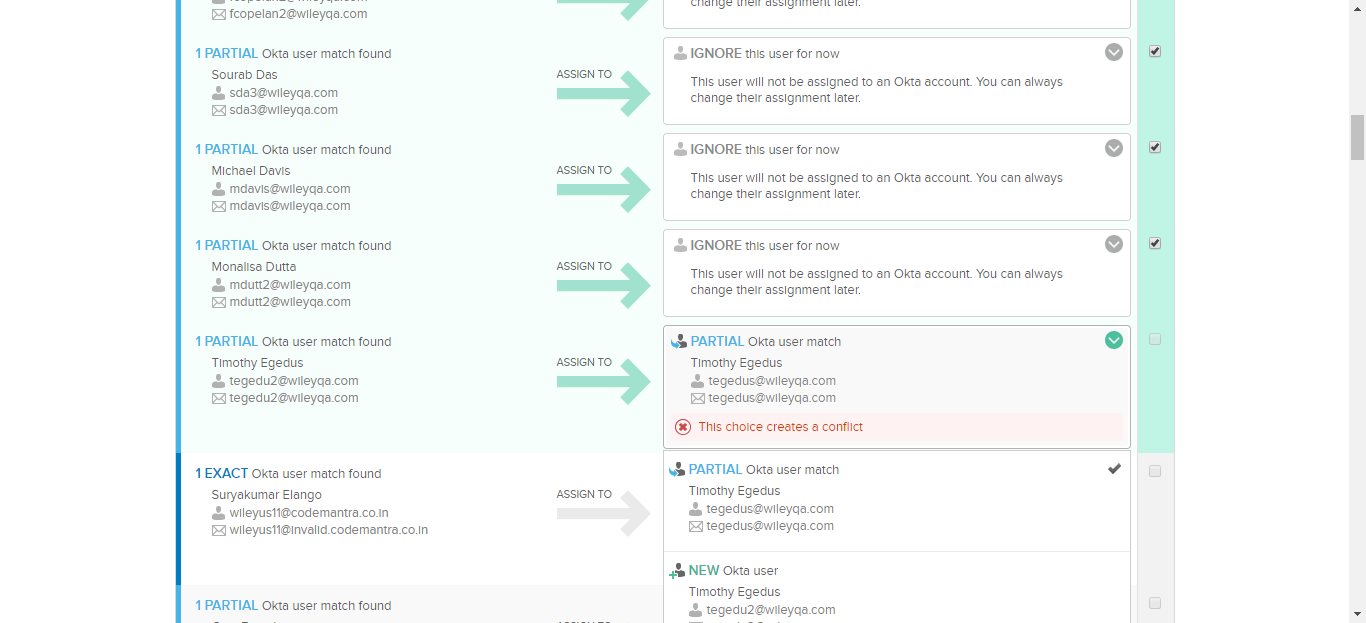 fcopelan2@wileyqa.com
change their assignment later.
1 PARTIAL Okta user match found
Sourab Das
sda3@wileyqa.com
sda3@wileyqa.com
ASSIGN TO
IGNORE this user for now
This user will not be assigned to an Okta account. You can always
change their assignment later.
1 PARTIAL Okta user match found
Michael Davis
mdavis@wileyqa.com
mdavis@wileyqa.com
ASSIGN TO
IGNORE this user for now
This user will not be assigned to an Okta account. You can always
change their assignment later.
1 PARTIAL Okta user match found
Monalisa Dutta
mdutt2@wileyqa.com
mdutt2@wileyqa.com
ASSIGN TO
IGNORE this user for now
This user will not be assigned to an Okta account. You can always
change their assignment later.
1 PARTIAL Okta user match found
Timothy Egedus
tegedu2@wileyqa.com
tegedu2@wileyqa.com
ASSIGN TO
PARTIAL Okta user match
Timothy Egedus
tegedus@wileyqa.com
tegedus@wileyqa.com
This choice creates a conflict
1 EXACT Okta user match found
Suryakumar Elango
wileyus11@codemantra.co.in
wileyus11@invalid.codemantra.co.in
ASSIGN TO
PARTIAL Okta user match
Timothy Egedus
tegedus@wileyqa.com
tegedus@wileyqa.com
NEW Okta user
Timothy Egedus
tegedu2@wileyqa.com
1 PARTIAL Okta user match found